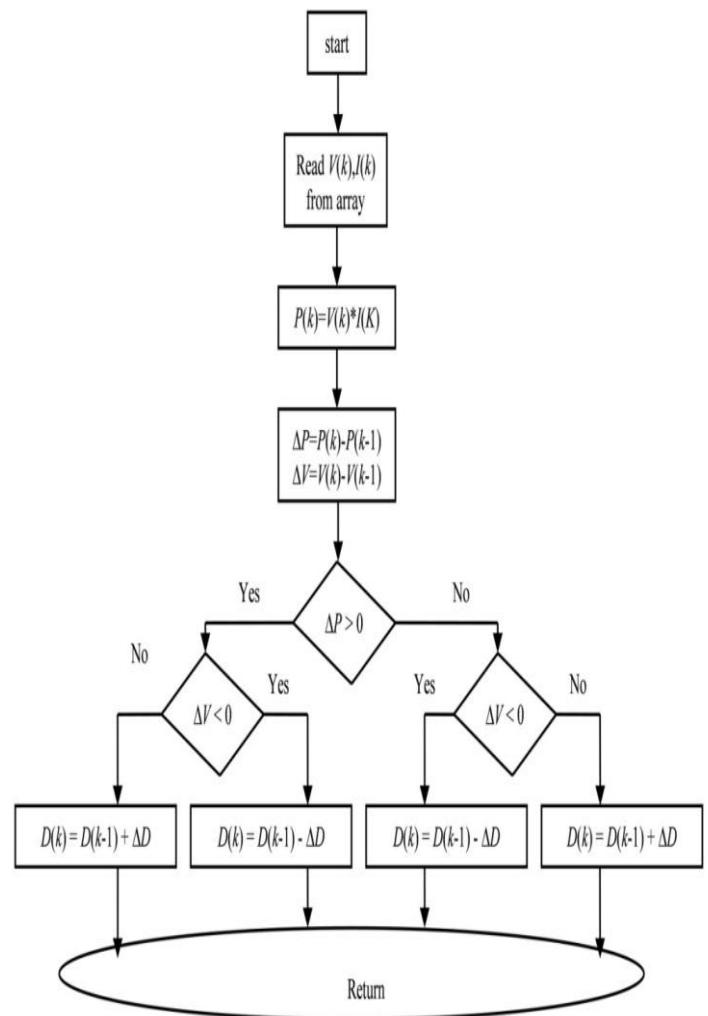 start
Read V(k),I(k)
from array
P(k)=V(k)*I(K)
ΔP=P(k)-P(k-1)
ΔV=V(k)-V(k-1)
Yes
No
ΔP > 0
No
Yes
Yes
No
ΔV < 0
ΔV < 0
D(k) = D(k-1) + ΔD
D(k) = D(k-1) - ΔD
D(k) = D(k-1) - ΔD
D(k) = D(k-1) + ΔD
Return